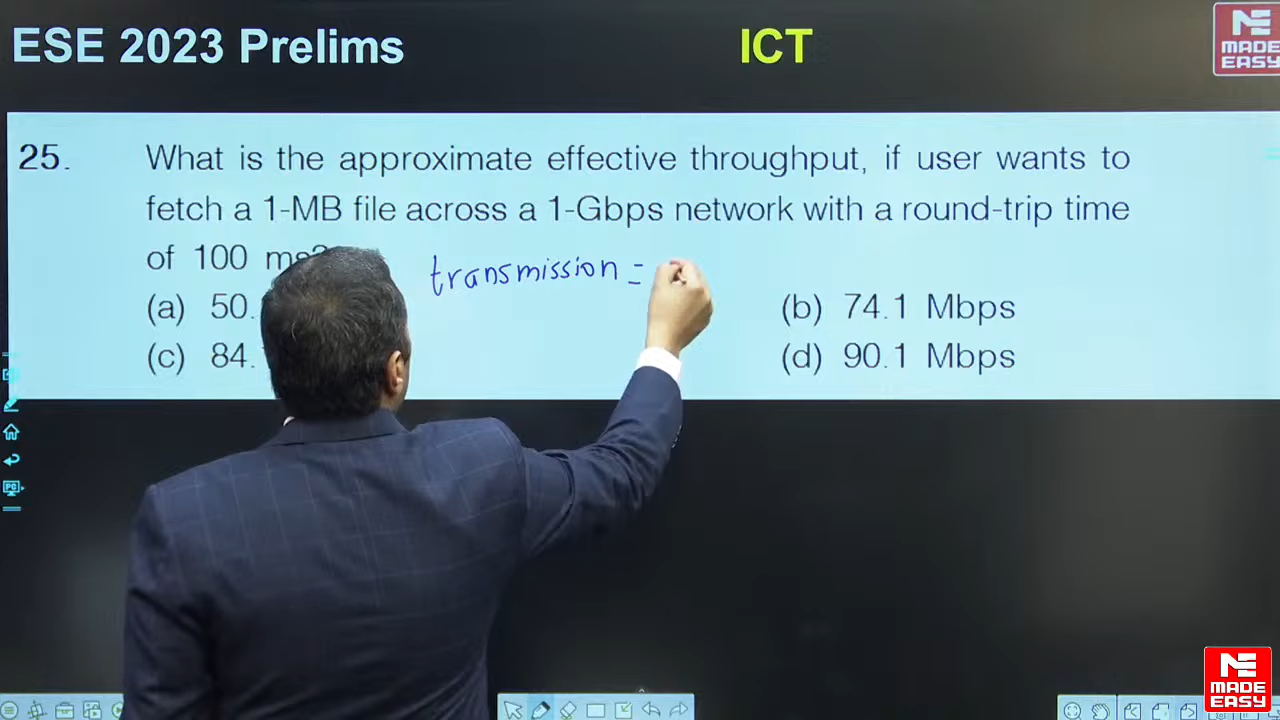 ESE 2023 Prelims ICT
MADE EASY
25. What is the approximate effective throughput, if user wants to
fetch a 1-MB file across a 1-Gbps network with a round-trip time
of 100
transmission =
(a) 50. (b) 74.1 Mbps
(c) 84. (d) 90.1 Mbps
PC
MADE EASY